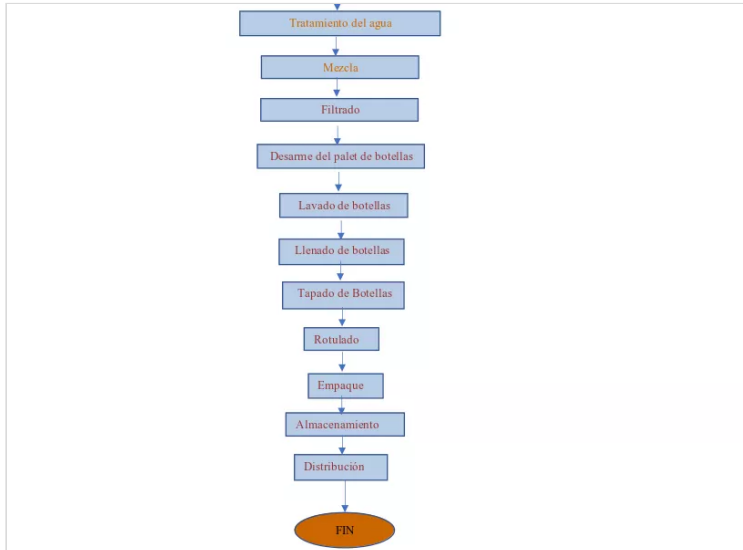 Tratamiento del agua
Mezcla
Filtrado
Desarme del palet de botellas
Lavado de botellas
Llenado de botellas
Tapado de Botellas
Rotulado
Empaque
Almacenamiento
Distribución
FIN